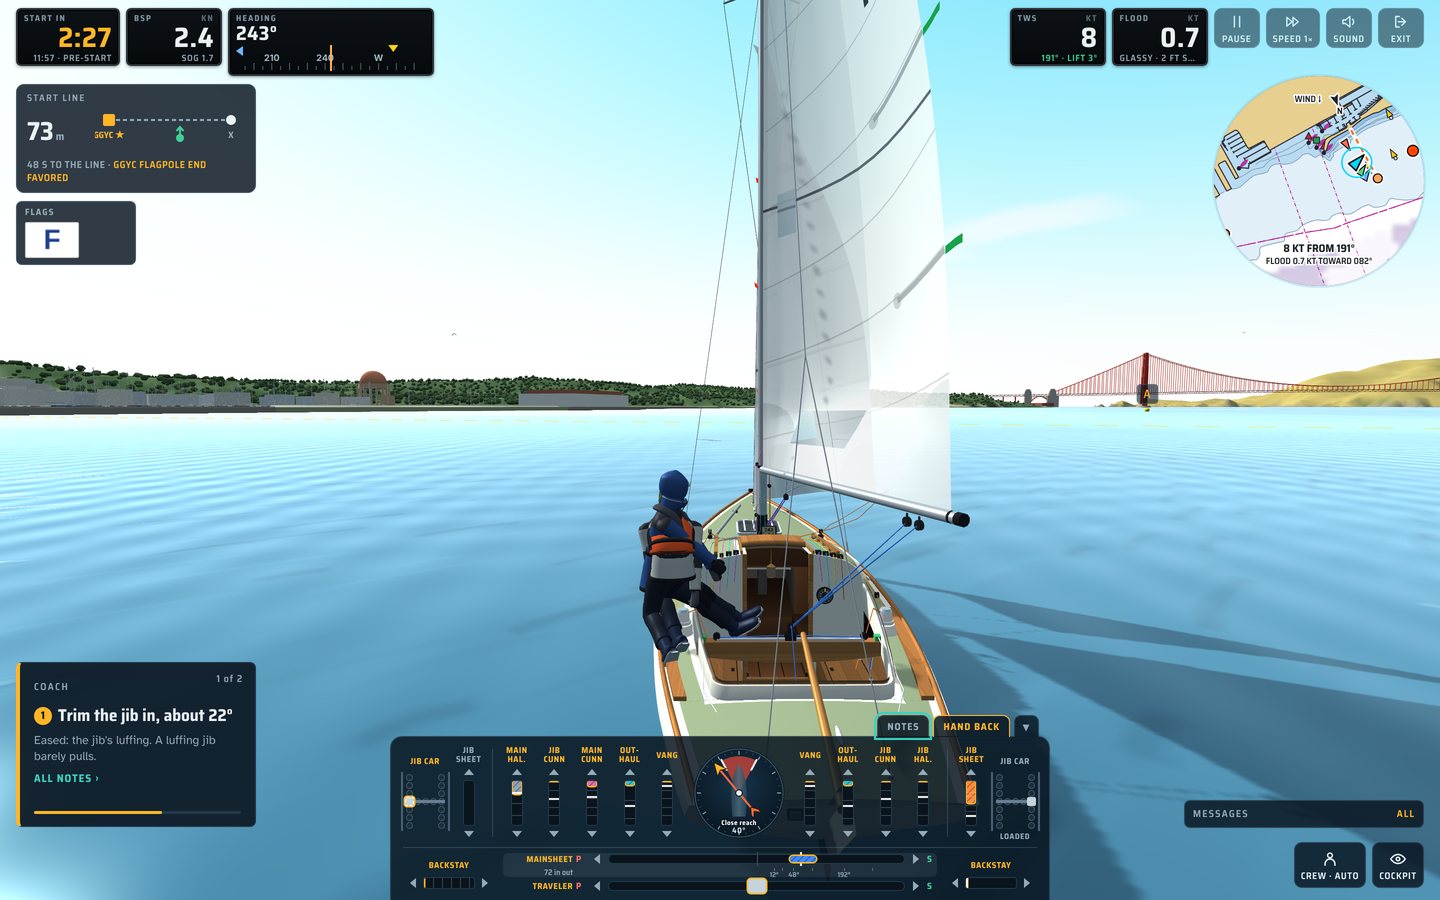 START IN
2:27
11:57 · PRE-START
BSP KN
2.4
SOG 1.7
HEADING
243°
210 240 W
TWS KT
8
191° · LIFT 3°
FLOOD KT
0.7
GLASSY · 2 FT S...
PAUSE
SPEED 1×
SOUND
EXIT
START LINE
73 m
GGYC ★
X
48 S TO THE LINE · GGYC FLAGPOLE END
FAVORED
FLAGS
F
WIND ↓
N
8 KT FROM 191°
FLOOD 0.7 KT TOWARD 082°
A
COACH
1 of 2
1 Trim the jib in, about 22°
Eased: the jib's luffing. A luffing jib
barely pulls.
ALL NOTES ›
NOTES
HAND BACK
▼
JIB CAR
JIB
SHEET
MAIN
HAL.
JIB
CUNN
MAIN
CUNN
OUT-
HAUL
VANG
Close reach
40°
VANG
OUT-
HAUL
JIB
CUNN
JIB
HAL.
JIB
SHEET
JIB CAR
LOADED
BACKSTAY
MAINSHEET P
S
72 in out
12° 48° 192°
TRAVELER P
S
BACKSTAY
MESSAGES
ALL
CREW · AUTO
COCKPIT